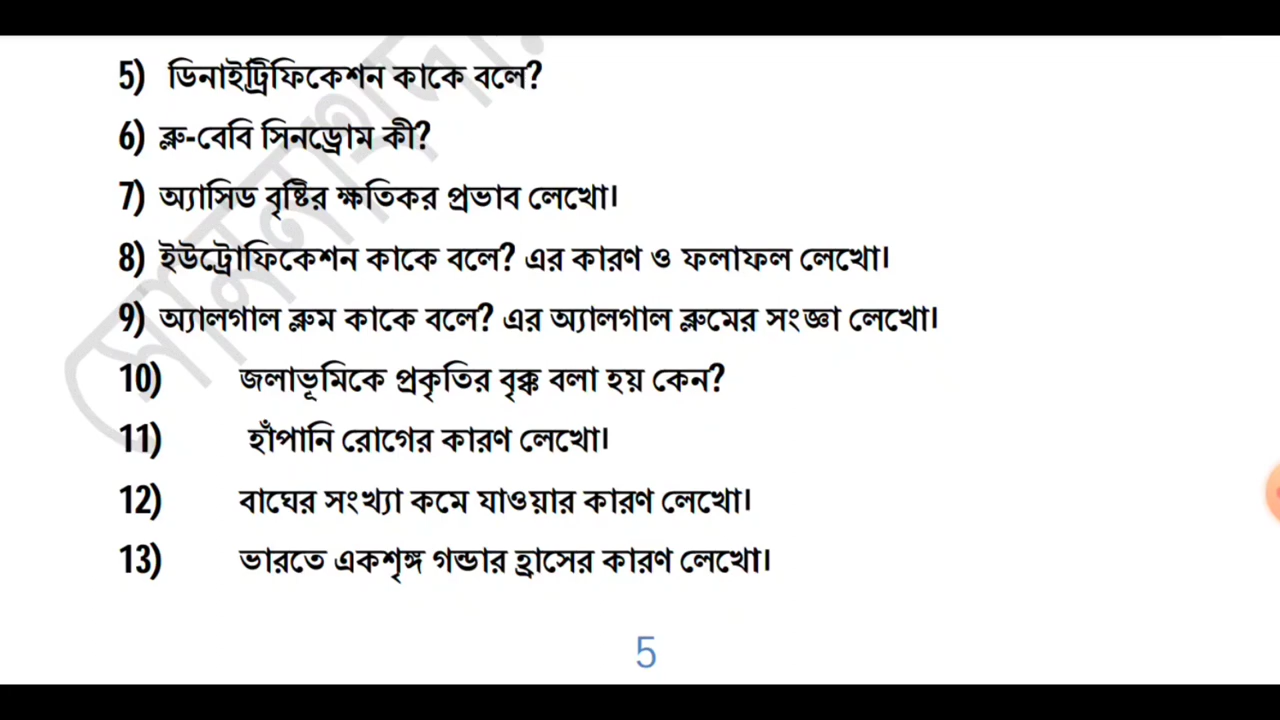 5) ডিনাইট্রিফিকেশন কাকে বলে?
6) ব্লু-বেবি সিনড্রোম কী?
7) অ্যাসিড বৃষ্টির ক্ষতিকর প্রভাব লেখো।
8) ইউট্রোফিকেশন কাকে বলে? এর কারণ ও ফলাফল লেখো।
9) অ্যালগাল ব্লুম কাকে বলে? এর অ্যালগাল ব্লুমের সংজ্ঞা লেখো।
10) জলাভূমিকে প্রকৃতির বৃক্ক বলা হয় কেন?
11) হাঁপানি রোগের কারণ লেখো।
12) বাঘের সংখ্যা কমে যাওয়ার কারণ লেখো।
13) ভারতে একশৃঙ্গ গন্ডার হ্রাসের কারণ লেখো।
5